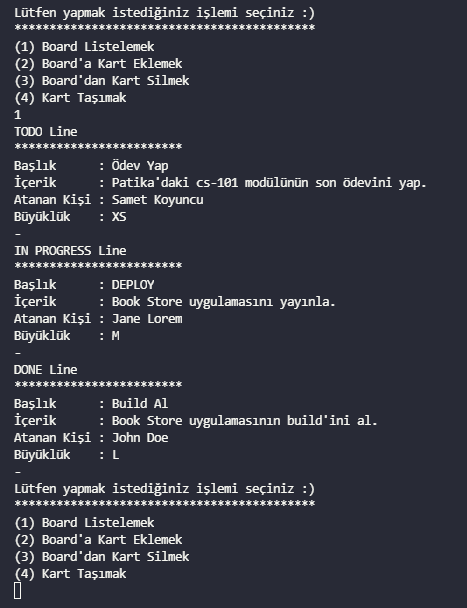 Lütfen yapmak istediğiniz işlemi seçiniz :)
*******************************************
(1) Board Listelemek
(2) Board'a Kart Eklemek
(3) Board'dan Kart Silmek
(4) Kart Taşımak
1
TODO Line
************************
Başlık      : Ödev Yap
İçerik      : Patika'daki cs-101 modülünün son ödevini yap.
Atanan Kişi : Samet Koyuncu
Büyüklük    : XS
-
IN PROGRESS Line
************************
Başlık      : DEPLOY
İçerik      : Book Store uygulamasını yayınla.
Atanan Kişi : Jane Lorem
Büyüklük    : M
-
DONE Line
************************
Başlık      : Build Al
İçerik      : Book Store uygulamasının build'ini al.
Atanan Kişi : John Doe
Büyüklük    : L
-
Lütfen yapmak istediğiniz işlemi seçiniz :)
*******************************************
(1) Board Listelemek
(2) Board'a Kart Eklemek
(3) Board'dan Kart Silmek
(4) Kart Taşımak